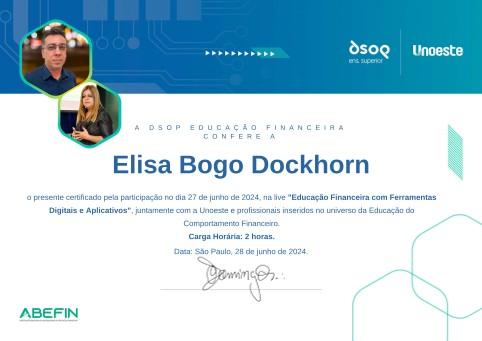 dsop
ens. superior
Unoeste
A DSOP EDUCAÇÃO FINANCEIRA
CONFERE A
Elisa Bogo Dockhorn
o presente certificado pela participação no dia 27 de junho de 2024, na live "Educação Financeira com Ferramentas
Digitais e Aplicativos", juntamente com a Unoeste e profissionais inseridos no universo da Educação do
Comportamento Financeiro.
Carga Horária: 2 horas.
Data: São Paulo, 28 de junho de 2024.
Domingos
ABEFIN